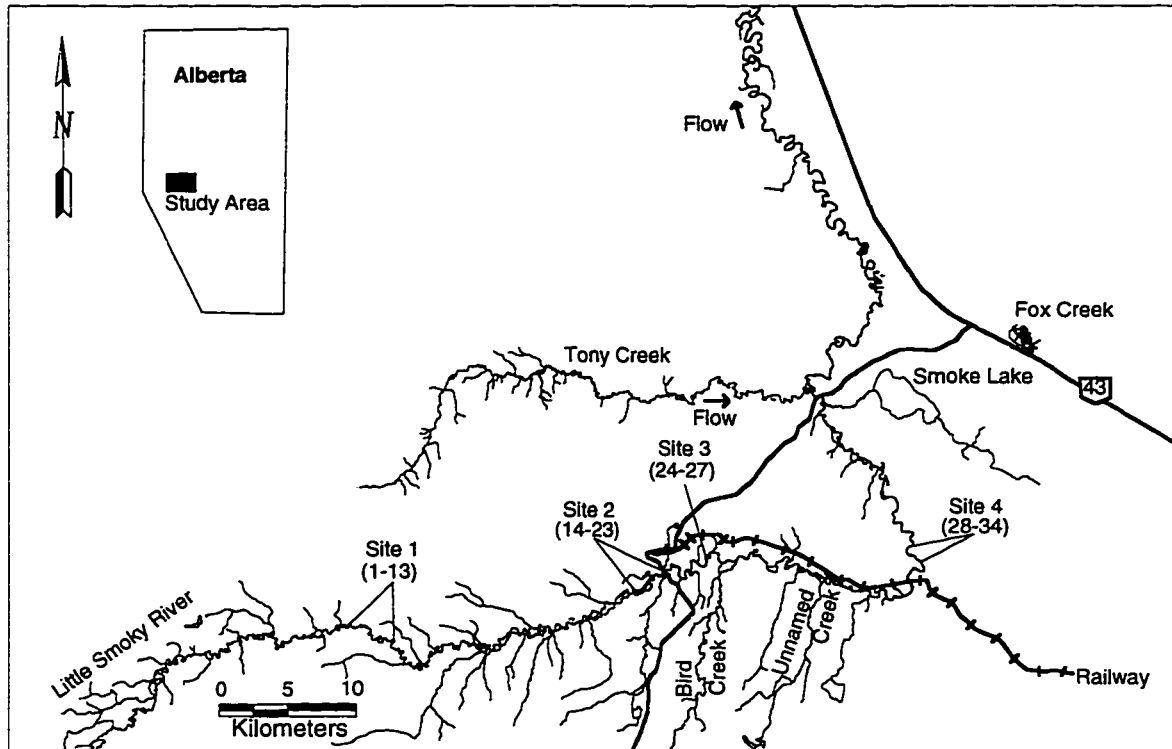 Alberta
N
Study Area
Flow
Fox Creek
43
Tony Creek
Smoke Lake
Flow
Site 3
(24-27)
Site 2
(14-23)
Site 4
(28-34)
Site 1
(1-13)
Little Smoky River
Bird
Creek
Unnamed
Creek
Railway
0 5 10
Kilometers